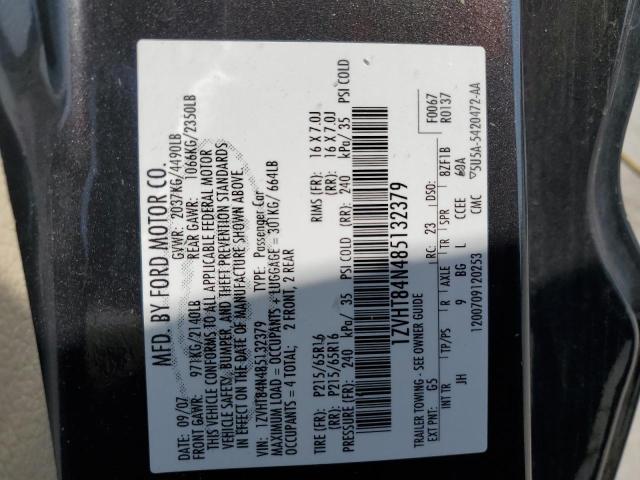 MFD. BY FORD MOTOR CO.
DATE: 09/07 GVWR: 2037KG/4490LB
FRONT GAWR: 971KG/2140LB REAR GAWR: 1066KG/2350LB
THIS VEHICLE CONFORMS TO ALL APPLICABLE FEDERAL MOTOR
VEHICLE SAFETY, BUMPER, AND THEFT PREVENTION STANDARDS
IN EFFECT ON THE DATE OF MANUFACTURE SHOWN ABOVE.
VIN: 1ZVHT84N485132379 TYPE: Passenger Car
MAXIMUM LOAD = OCCUPANTS + LUGGAGE = 301KG/ 664LB
OCCUPANTS = 4 TOTAL; 2 FRONT, 2 REAR
TIRE (FR): P215/65R16 RIMS (FR): 16 X 7.0J
(RR): P215/65R16 (RR): 16 X 7.0J
PRESSURE (FR): 240 kPa/ 35 PSI COLD (RR): 240 kPa/ 35 PSI COLD
1ZVHT84N485132379
TRAILER TOWING - SEE OWNER GUIDE F0067
EXT PNT: G5 RC: 23 DSO: R0137
INT TR TP/PS R AXLE TR SPR BZF1B
JH 9 BG L CCEE 60A
1200709120253 CMC 5U5A-5420472-AA